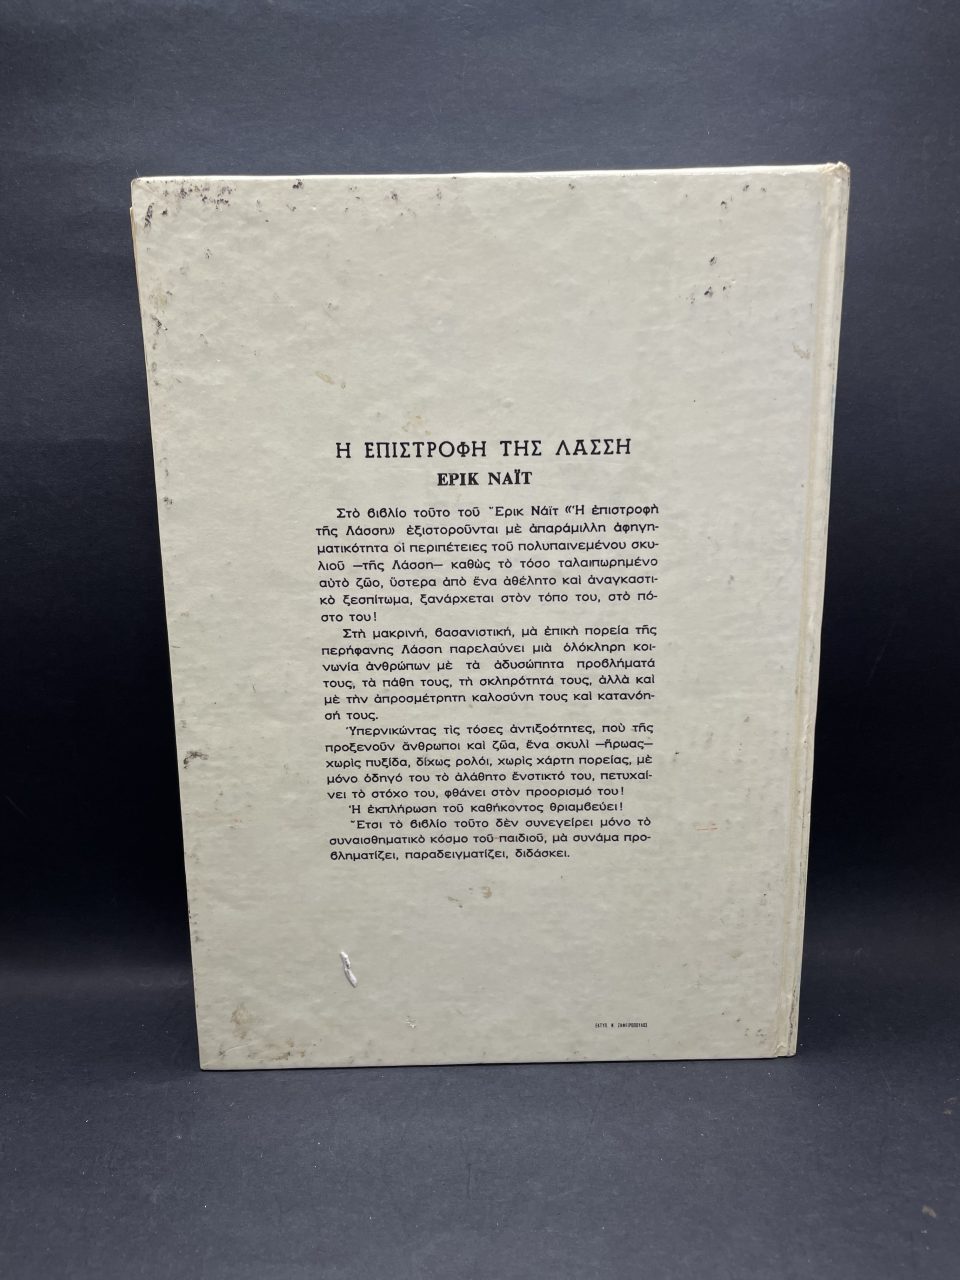 Η ΕΠΙΣΤΡΟΦΗ ΤΗΣ ΛΑΣΣΗ
ΕΡΙΚ ΝΑΪΤ
Στὸ βιβλίο τοῦτο τοῦ Ἔρικ Νάϊτ «Ἡ ἐπιστροφὴ
τῆς Λάσση» ἐξιστοροῦνται μὲ ἀπαράμιλλη ἀφηγη-
ματικότητα οἱ περιπέτειες τοῦ πολυπαινεμένου σκυ-
λιοῦ —τῆς Λάσση— καθὼς τὸ τόσο ταλαιπωρημένο
αὐτὸ ζῶο, ὕστερα ἀπὸ ἕνα ἀθέλητο καὶ ἀναγκαστι-
κὸ ξεσπίτωμα, ξανάρχεται στὸν τόπο του, στὸ πό-
στο του!
Στὴ μακρινή, βασανιστική, μὰ ἐπικὴ πορεία τῆς
περήφανης Λάσση παρελαύνει μιὰ ὁλόκληρη κοι-
νωνία ἀνθρώπων μὲ τὰ ἀδυσώπητα προβλήματά
τους, τὰ πάθη τους, τὴ σκληρότητά τους, ἀλλὰ καὶ
μὲ τὴν ἀπροσμέτρητη καλοσύνη τους καὶ κατανόη-
σή τους.
Ὑπερνικώντας τὶς τόσες ἀντιξοότητες, ποὺ τῆς
προξενοῦν ἄνθρωποι καὶ ζῶα, ἕνα σκυλὶ —ἥρωας—
χωρὶς πυξίδα, δίχως ρολόι, χωρὶς χάρτη πορείας, μὲ
μόνο ὁδηγό του τὸ ἀλάθητο ἔνστικτό του, πετυχαί-
νει τὸ στόχο του, φθάνει στὸν προορισμό του!
Ἡ ἐκπλήρωση τοῦ καθήκοντος θριαμβεύει!
Ἔτσι τὸ βιβλίο τοῦτο δὲν συνεγείρει μόνο τὸ
συναισθηματικὸ κόσμο τοῦ παιδιοῦ, μὰ συνάμα προ-
βληματίζει, παραδειγματίζει, διδάσκει.
ΕΚΤΥΠ. Ν. ΖΑΦΕΙΡΟΠΟΥΛΟΣ